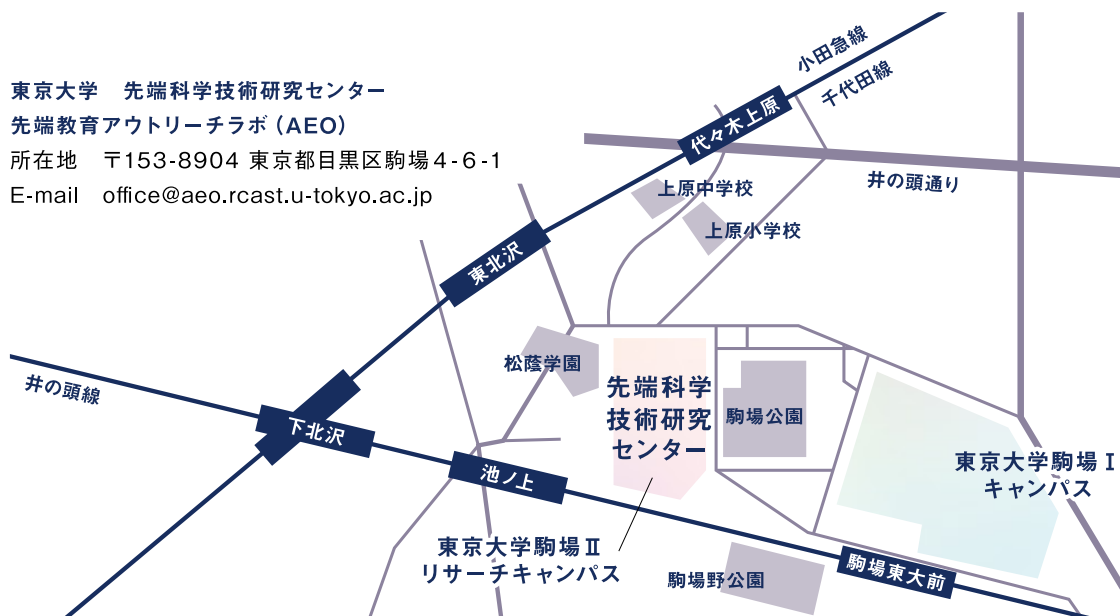 東京大学　先端科学技術研究センター
先端教育アウトリーチラボ（AEO）
所在地　〒153-8904 東京都目黒区駒場4-6-1
E-mail　office@aeo.rcast.u-tokyo.ac.jp
小田急線
千代田線
代々木上原
井の頭通り
上原中学校
上原小学校
東北沢
松蔭学園
井の頭線
下北沢
池ノ上
先端科学
技術研究
センター
駒場公園
東京大学駒場Ⅰ
キャンパス
東京大学駒場Ⅱ
リサーチキャンパス
駒場野公園
駒場東大前